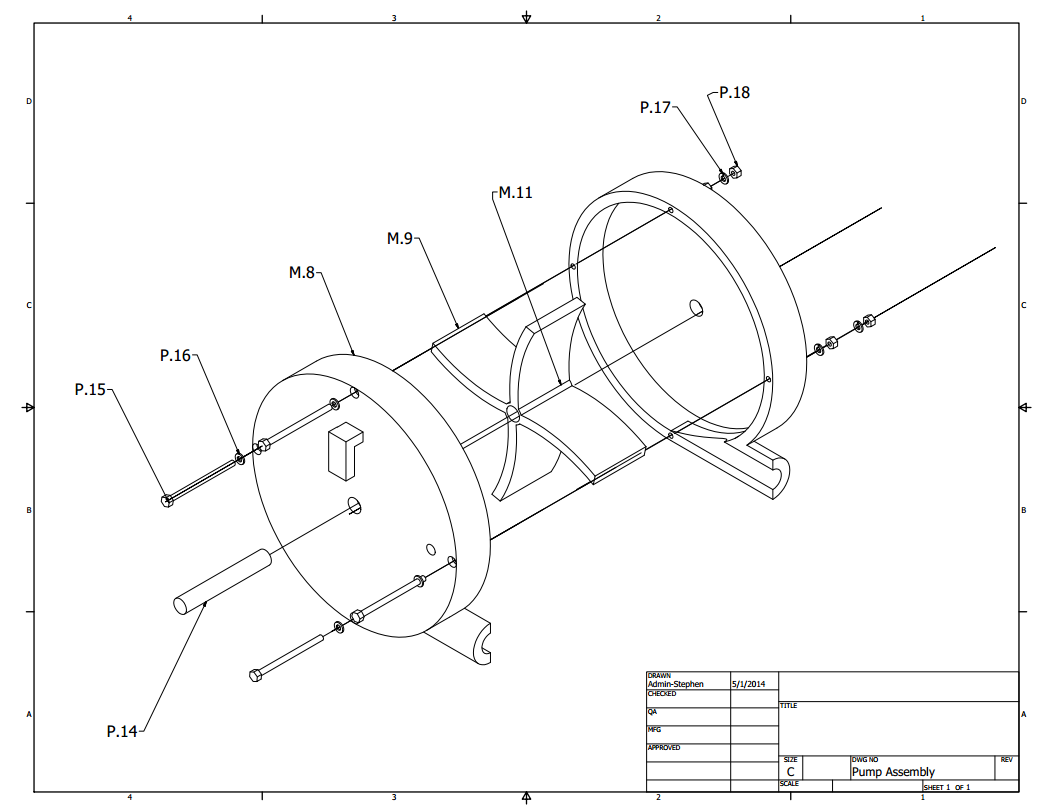 4 3 2 1
D D
P.18
P.17
M.11
M.9
M.8
C C
P.16
P.15
B B
P.14
A A
DRAWN
Admin-Stephen 5/1/2014
CHECKED
QA
MFG
APPROVED
TITLE
SIZE
C
DWG NO
Pump Assembly
REV
SCALE
SHEET 1 OF 1
4 3 2 1